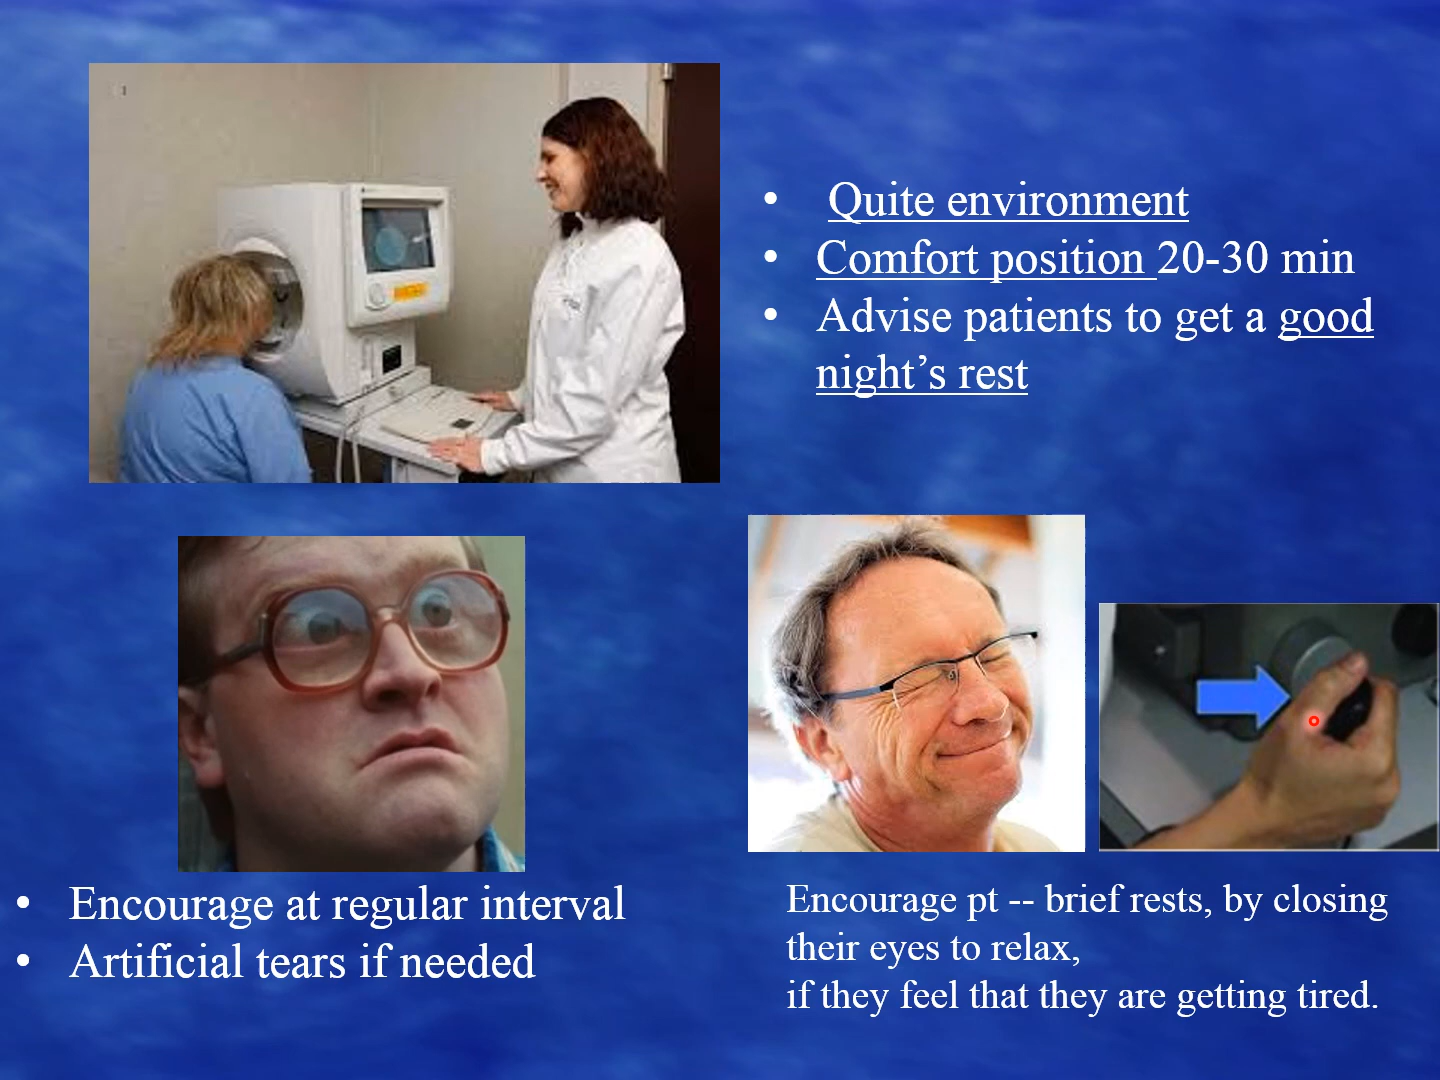 Quite environment
Comfort position 20-30 min
Advise patients to get a good
night’s rest
Encourage at regular interval
Artificial tears if needed
Encourage pt -- brief rests, by closing
their eyes to relax,
if they feel that they are getting tired.